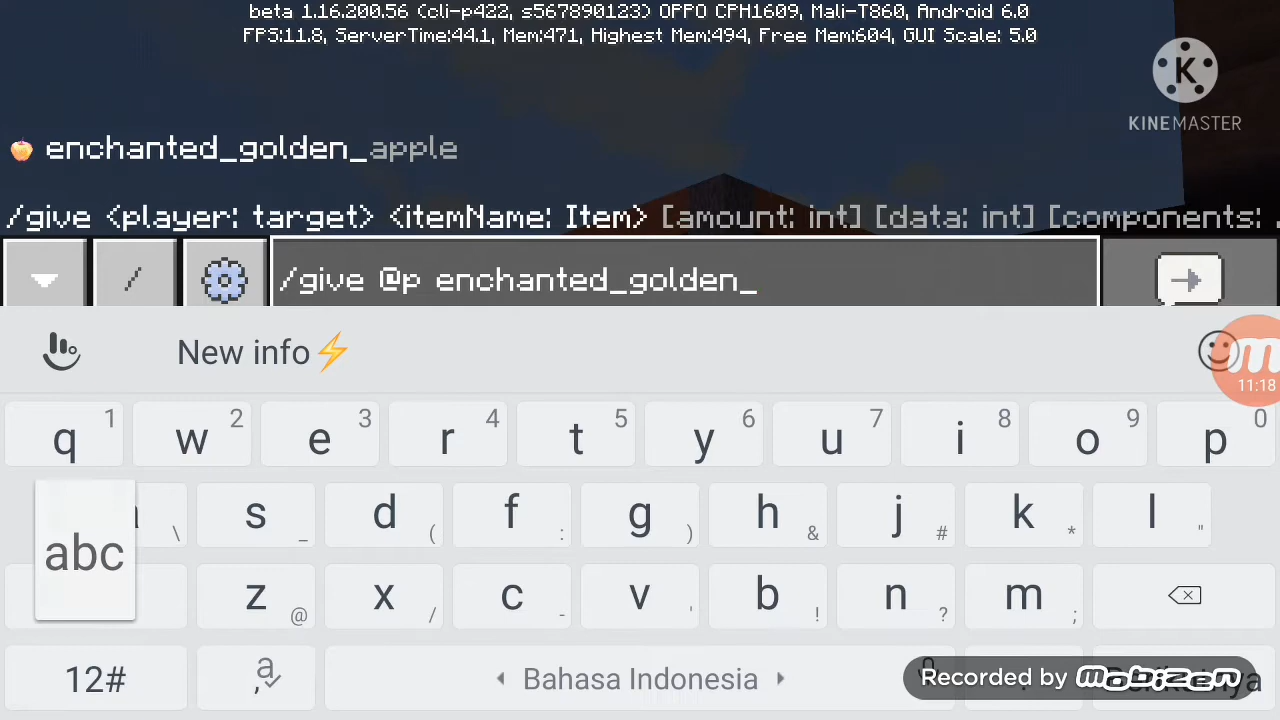 beta 1.16.200.56 (cli-p422, s567890123) OPPO CPH1609, Mali-T860, Android 6.0
FPS:11.8, ServerTime:44.1, Mem:471, Highest Mem:494, Free Mem:604, GUI Scale: 5.0
K
KINEMASTER
enchanted_golden_apple
/give <player: target> <itemName: Item> [amount: int] [data: int] [components:
/
/give @p enchanted_golden_
New info⚡
11:18
q 1 w 2 e 3 r 4 t 5 y 6 u 7 i 8 o 9 p 0
\ s _ d ( f : g ) h & j # k * l "
abc
z @ x / c - v ' b ! n ? m ;
12# , a Bahasa Indonesia
Recorded by mobizen